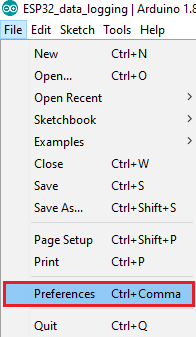 ESP32_data_logging | Arduino 1.8
File Edit Sketch Tools Help
New Ctrl+N
Open... Ctrl+O
Open Recent
Sketchbook
Examples
Close Ctrl+W
Save Ctrl+S
Save As... Ctrl+Shift+S
Page Setup Ctrl+Shift+P
Print Ctrl+P
Preferences Ctrl+Comma
Quit Ctrl+Q